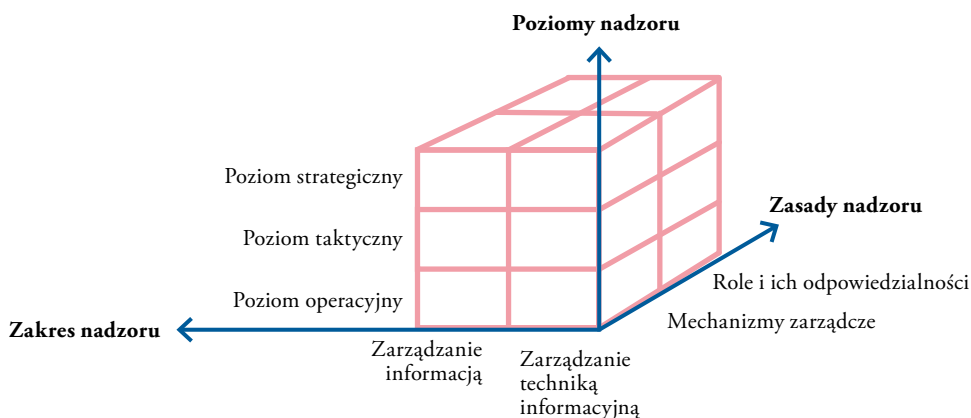 Poziomy nadzoru
Poziom strategiczny
Zasady nadzoru
Poziom taktyczny
Role i ich odpowiedzialności
Poziom operacyjny
Mechanizmy zarządcze
Zakres nadzoru
Zarządzanie
informacją
Zarządzanie
techniką
informacyjną